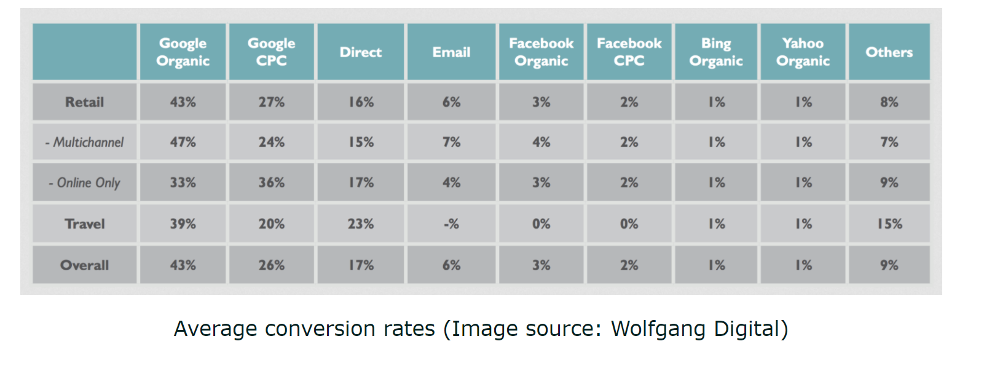 Google Organic Google CPC Direct Email Facebook Organic Facebook CPC Bing Organic Yahoo Organic Others
Retail 43% 27% 16% 6% 3% 2% 1% 1% 8%
- Multichannel 47% 24% 15% 7% 4% 2% 1% 1% 7%
- Online Only 33% 36% 17% 4% 3% 2% 1% 1% 9%
Travel 39% 20% 23% -% 0% 0% 1% 1% 15%
Overall 43% 26% 17% 6% 3% 2% 1% 1% 9%
Average conversion rates (Image source: Wolfgang Digital)